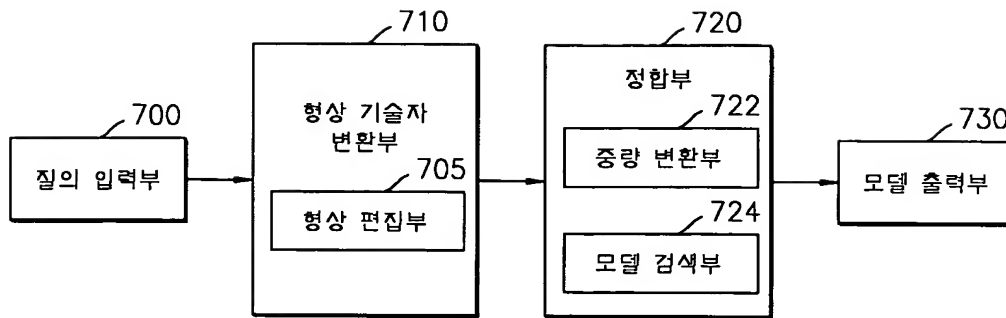 700
질의 입력부
710
형상 기술자
변환부
705
형상 편집부
720
정합부
722
중량 변환부
724
모델 검색부
730
모델 출력부